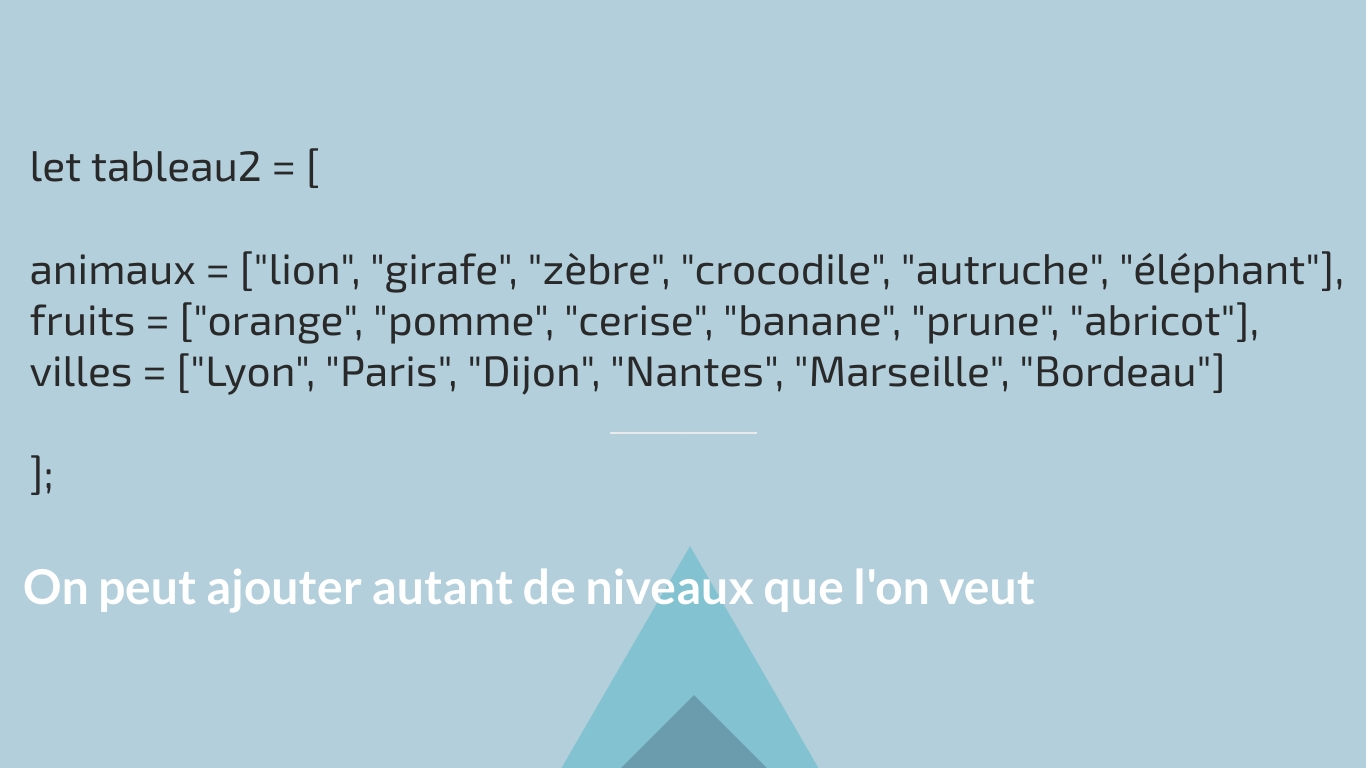 let tableau2 = [
animaux = ["lion", "girafe", "zèbre", "crocodile", "autruche", "éléphant"],
fruits = ["orange", "pomme", "cerise", "banane", "prune", "abricot"],
villes = ["Lyon", "Paris", "Dijon", "Nantes", "Marseille", "Bordeau"]
];
On peut ajouter autant de niveaux que l'on veut